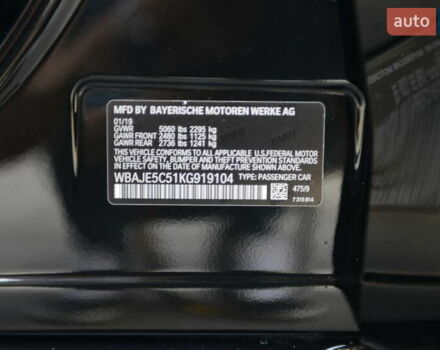 auto
MFD BY BAYERISCHE MOTOREN WERKE AG
01/19
GVWR 5060 lbs 2295 kg
GAWR FRONT 2480 lbs 1125 kg
GAWR REAR 2736 lbs 1241 kg
THIS VEHICLE CONFORMS TO ALL APPLICABLE U.S.FEDERAL MOTOR
VEHICLE SAFETY, BUMPER, AND THEFT PREVENTION STANDARDS IN
EFFECT ON THE DATE OF MANUFACTURE SHOWN ABOVE.
WBAJE5C51KG919104 TYPE: PASSENGER CAR
475/9
7 315 814